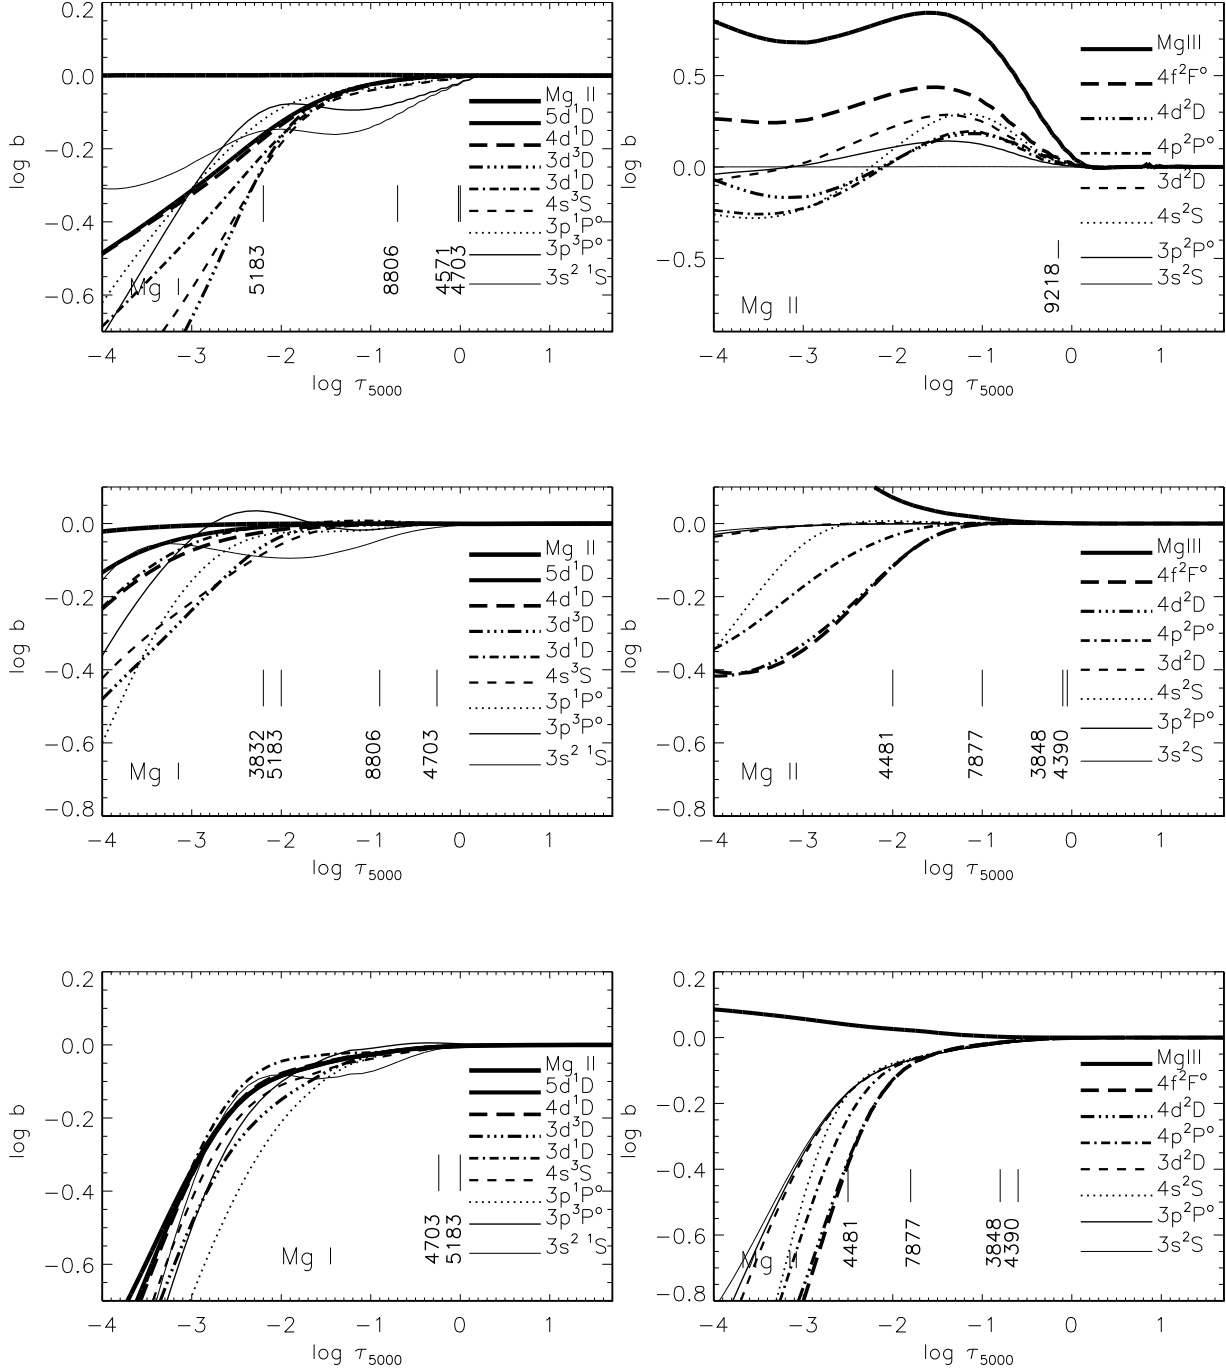 0.2
0.0
−0.2
−0.4
−0.6
log b
Mg II
5d¹D
4d¹D
3d³D
3d¹D
4s³S
3p¹P°
3p³P°
3s² ¹S
5183
8806
4571
4703
Mg I
−4 −3 −2 −1 0 1
log τ₅₀₀₀
0.5
0.0
−0.5
log b
MgIII
4f²F°
4d²D
4p²P°
3d²D
4s²S
3p²P°
3s²S
9218
Mg II
−4 −3 −2 −1 0 1
log τ₅₀₀₀
0.0
−0.2
−0.4
−0.6
−0.8
log b
Mg II
5d¹D
4d¹D
3d³D
3d¹D
4s³S
3p¹P°
3p³P°
3s² ¹S
3832
5183
8806
4703
Mg I
−4 −3 −2 −1 0 1
log τ₅₀₀₀
0.0
−0.2
−0.4
−0.6
−0.8
log b
MgIII
4f²F°
4d²D
4p²P°
3d²D
4s²S
3p²P°
3s²S
4481
7877
3848
4390
Mg II
−4 −3 −2 −1 0 1
log τ₅₀₀₀
0.2
0.0
−0.2
−0.4
−0.6
log b
Mg II
5d¹D
4d¹D
3d³D
3d¹D
4s³S
3p¹P°
3p³P°
3s² ¹S
4703
5183
Mg I
−4 −3 −2 −1 0 1
log τ₅₀₀₀
0.2
0.0
−0.2
−0.4
−0.6
−0.8
log b
MgIII
4f²F°
4d²D
4p²P°
3d²D
4s²S
3p²P°
3s²S
4481
7877
3848
4390
Mg
−4 −3 −2 −1 0 1
log τ₅₀₀₀